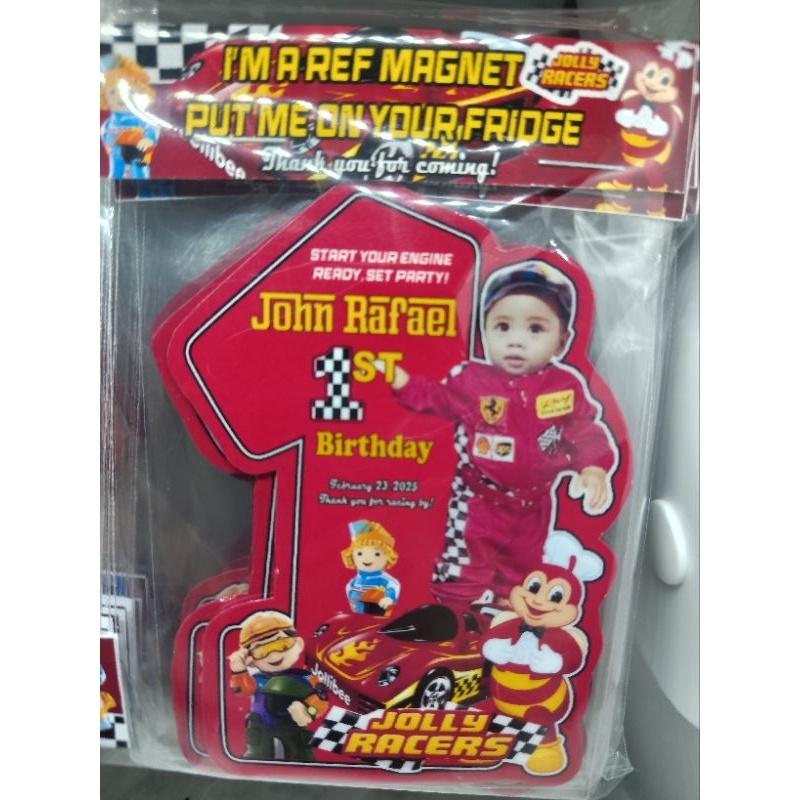 I'M A REF MAGNET
JOLLY
RACERS
PUT ME ON YOUR FRIDGE
Jollibee
Thank you for coming!
START YOUR ENGINE
READY, SET PARTY!
John Rafael
1ST
Birthday
February 23 2025
Thank you for racing by!
Jollibee
JOLLY
RACERS